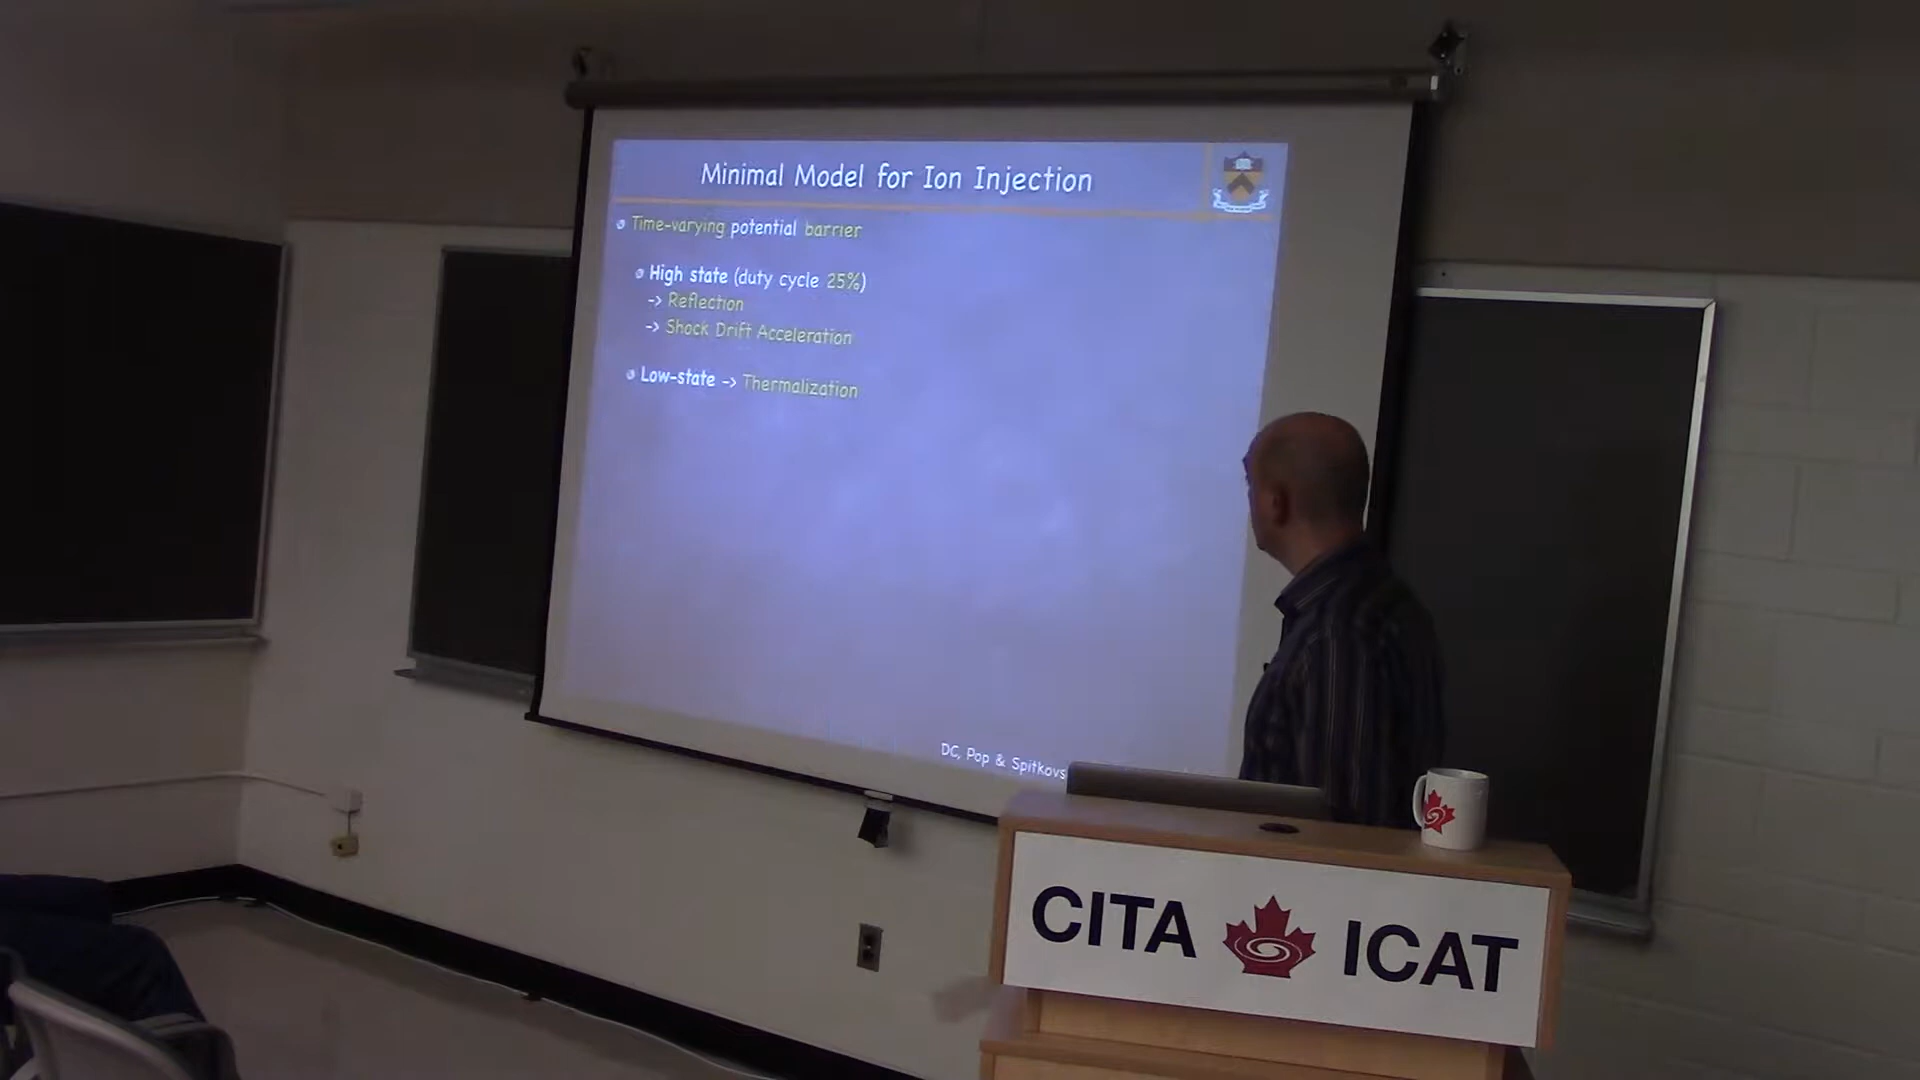 Minimal Model for Ion Injection
Time-varying potential barrier
High state (duty cycle 25%)
-> Reflection
-> Shock Drift Acceleration
Low-state -> Thermalization
DC, Pop & Spitkovs
CITA ICAT